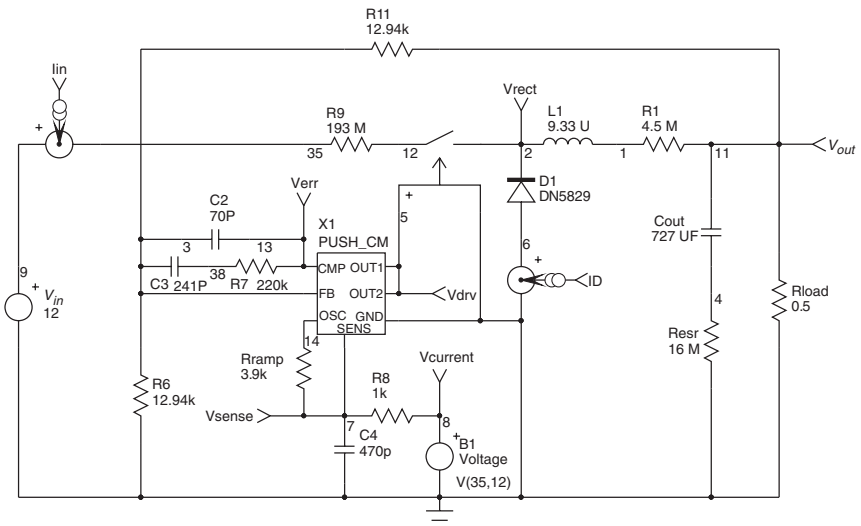 R11
12.94k
Iin
+
R9
193 M
35
12
Vrect
2
L1
9.33 U
1
R1
4.5 M
11
Vout
D1
DN5829
6
+
ID
Verr
C2
70P
3
13
C3 241P
38
R7 220k
X1
PUSH_CM
CMP OUT1
FB OUT2
OSC GND
SENS
+
5
Vdrv
9
+ Vin
12
14
Rramp
3.9k
R6
12.94k
Vsense
7
R8
1k
Vcurrent
8
C4
470p
+ B1
Voltage
V(35,12)
Cout
727 UF
4
Resr
16 M
Rload
0.5